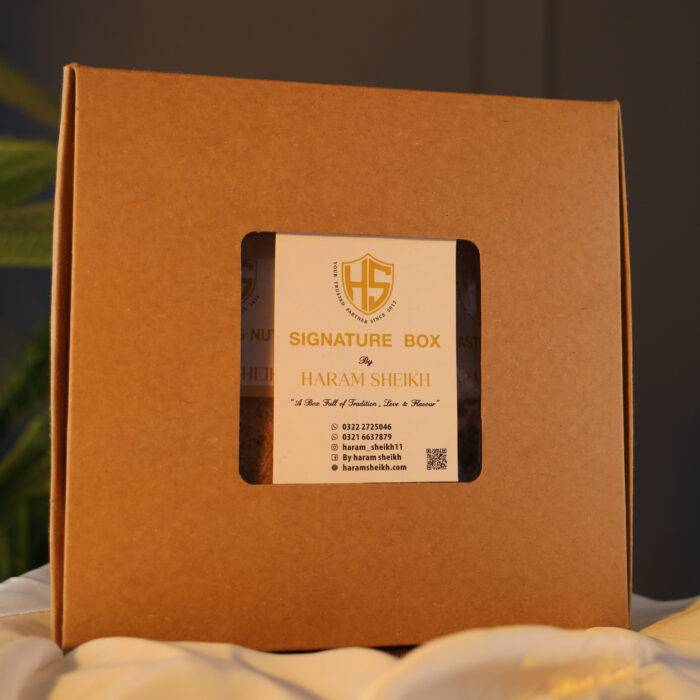 HS
YOUR TRUSTED PARTNER SINCE 2012
SIGNATURE BOX
By
HARAM SHEIKH
"A Box Full of Tradition , Love & Flavour"
0322 2725046
0321 6637879
haram_sheikh11
By haram sheikh
haramsheikh.com